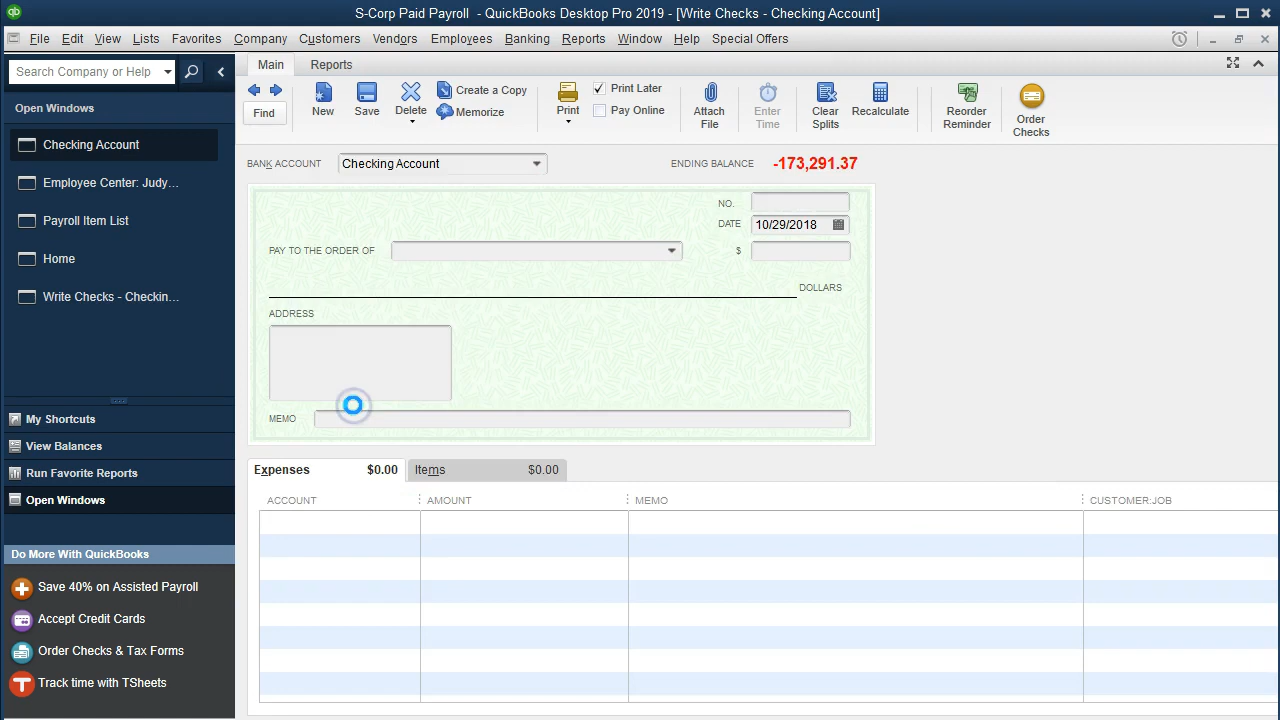 S-Corp Paid Payroll - QuickBooks Desktop Pro 2019 - [Write Checks - Checking Account]
File Edit View Lists Favorites Company Customers Vendors Employees Banking Reports Window Help Special Offers
Search Company or Help
Open Windows
Checking Account
Employee Center: Judy...
Payroll Item List
Home
Write Checks - Checkin...
My Shortcuts
View Balances
Run Favorite Reports
Open Windows
Do More With QuickBooks
Save 40% on Assisted Payroll
Accept Credit Cards
Order Checks & Tax Forms
Track time with TSheets
Main Reports
Find
New
Save
Delete
Create a Copy
Memorize
Print
Print Later
Pay Online
Attach
File
Enter
Time
Clear
Splits
Recalculate
Reorder
Reminder
Order
Checks
BANK ACCOUNT Checking Account ENDING BALANCE -173,291.37
NO.
DATE 10/29/2018
PAY TO THE ORDER OF $
DOLLARS
ADDRESS
MEMO
Expenses $0.00 Items $0.00
ACCOUNT AMOUNT MEMO CUSTOMER:JOB